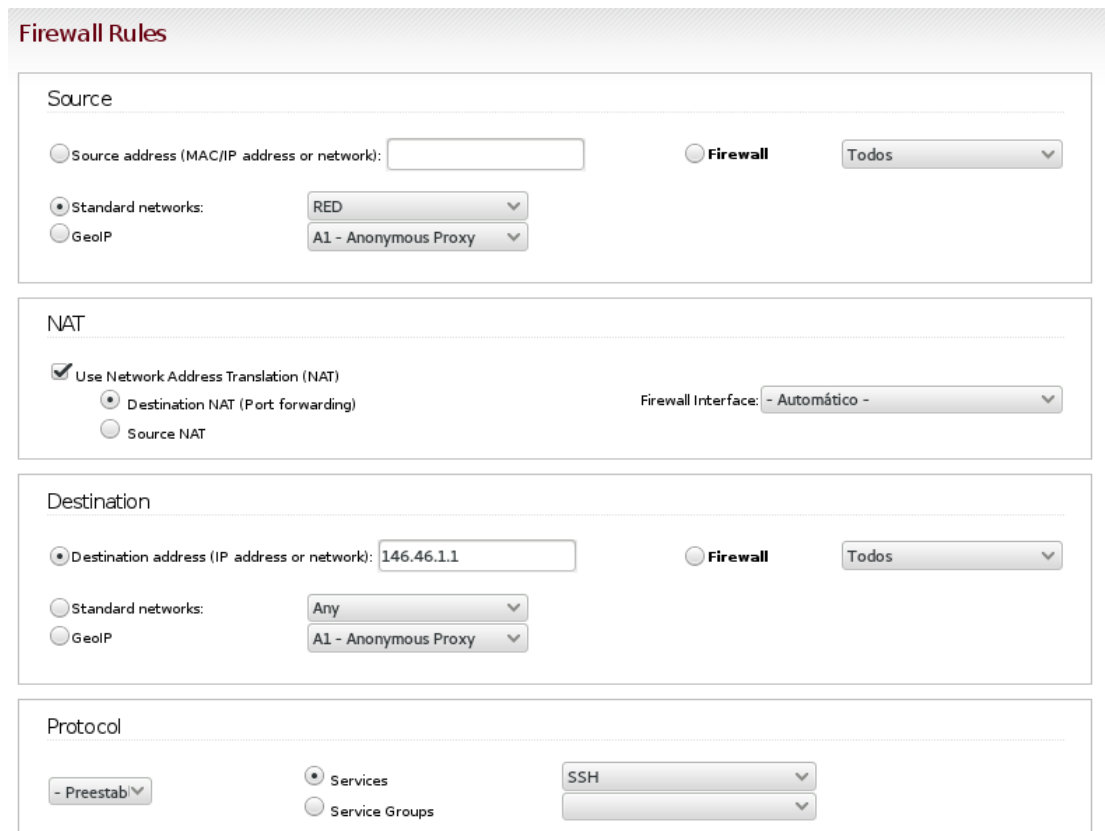 Firewall Rules
Source
Source address (MAC/IP address or network):
Firewall
Todos
Standard networks:
RED
GeoIP
A1 - Anonymous Proxy
NAT
Use Network Address Translation (NAT)
Destination NAT (Port forwarding)
Firewall Interface: - Automático -
Source NAT
Destination
Destination address (IP address or network): 146.46.1.1
Firewall
Todos
Standard networks:
Any
GeoIP
A1 - Anonymous Proxy
Protocol
- Preestab
Services
SSH
Service Groups